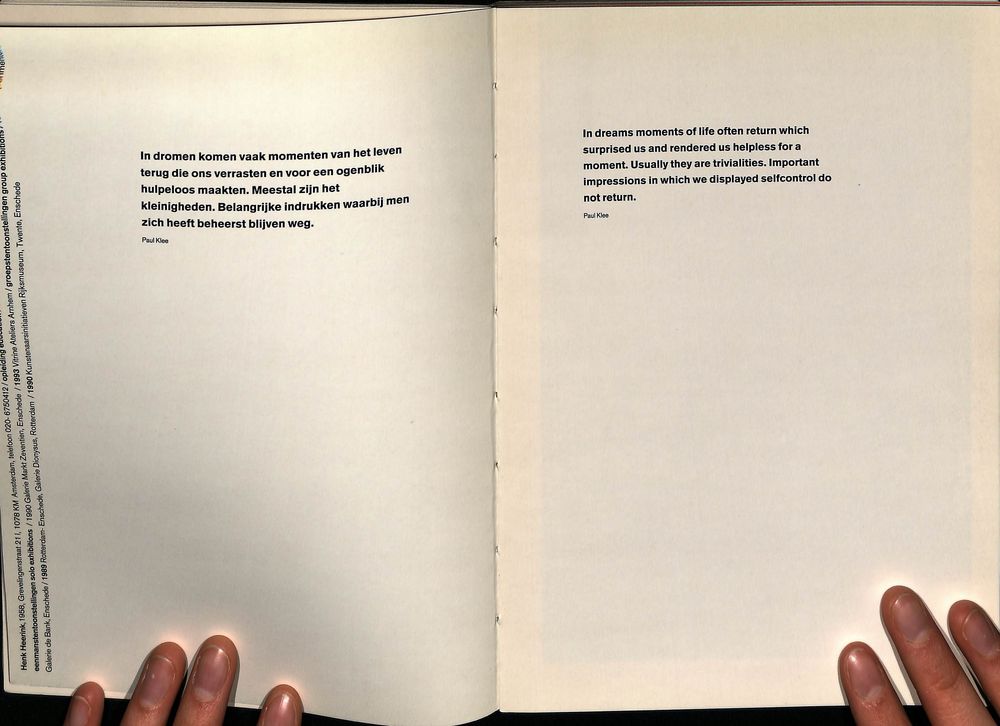 In dromen komen vaak momenten van het leven
terug die ons verrasten en voor een ogenblik
hulpeloos maakten. Meestal zijn het
kleinigheden. Belangrijke indrukken waarbij men
zich heeft beheerst blijven weg.
Paul Klee
In dreams moments of life often return which
surprised us and rendered us helpless for a
moment. Usually they are trivialities. Important
impressions in which we displayed selfcontrol do
not return.
Paul Klee
Henk Heerink, 1958, Grevelingenstraat 21 I, 1078 KM Amsterdam, telefoon 020- 6750412 / opleiding education
eenmanstentoonstellingen solo exhibitions / 1990 Galerie Markt Zeventien, Enschede / 1993 Vitrine Ateliers Arnhem / groepstentoonstellingen group exhibitions /
Galerie de Bank, Enschede / 1989 Rotterdam- Enschede, Galerie Dionysus, Rotterdam / 1990 Kunstenaarsinitiatieven Rijksmuseum, Twente, Enschede